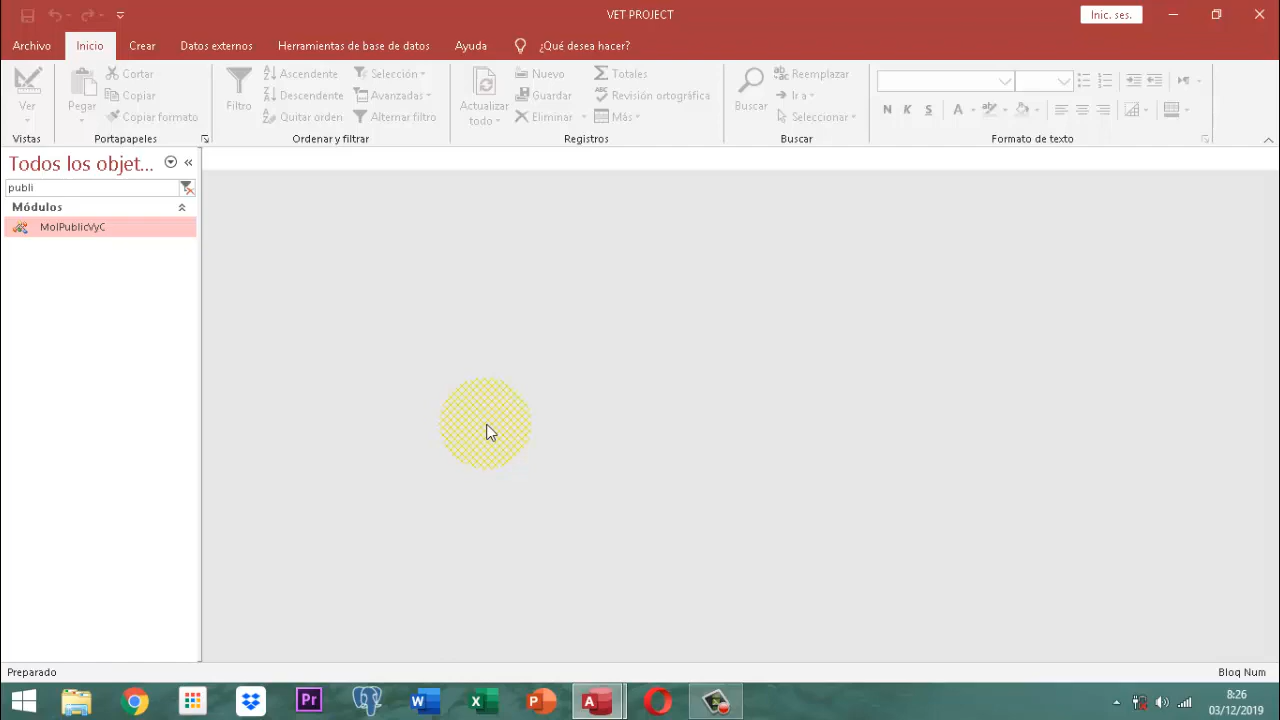 VET PROJECT
Inic. ses.
Archivo
Inicio
Crear
Datos externos
Herramientas de base de datos
Ayuda
¿Qué desea hacer?
Ver
Pegar
Cortar
Copiar
Copiar formato
Filtro
Ascendente
Descendente
Quitar orden
Selección
Avanzadas
Alternar filtro
Actualizar
todo
Nuevo
Guardar
Eliminar
Totales
Revisión ortográfica
Más
Buscar
Reemplazar
Ir a
Seleccionar
N K S
A
ab
Vistas
Portapapeles
Ordenar y filtrar
Registros
Buscar
Formato de texto
Todos los objet...
publi
Módulos
MolPublicVyC
Preparado
Bloq Num
Pr
W
X
P
A
8:26
03/12/2019